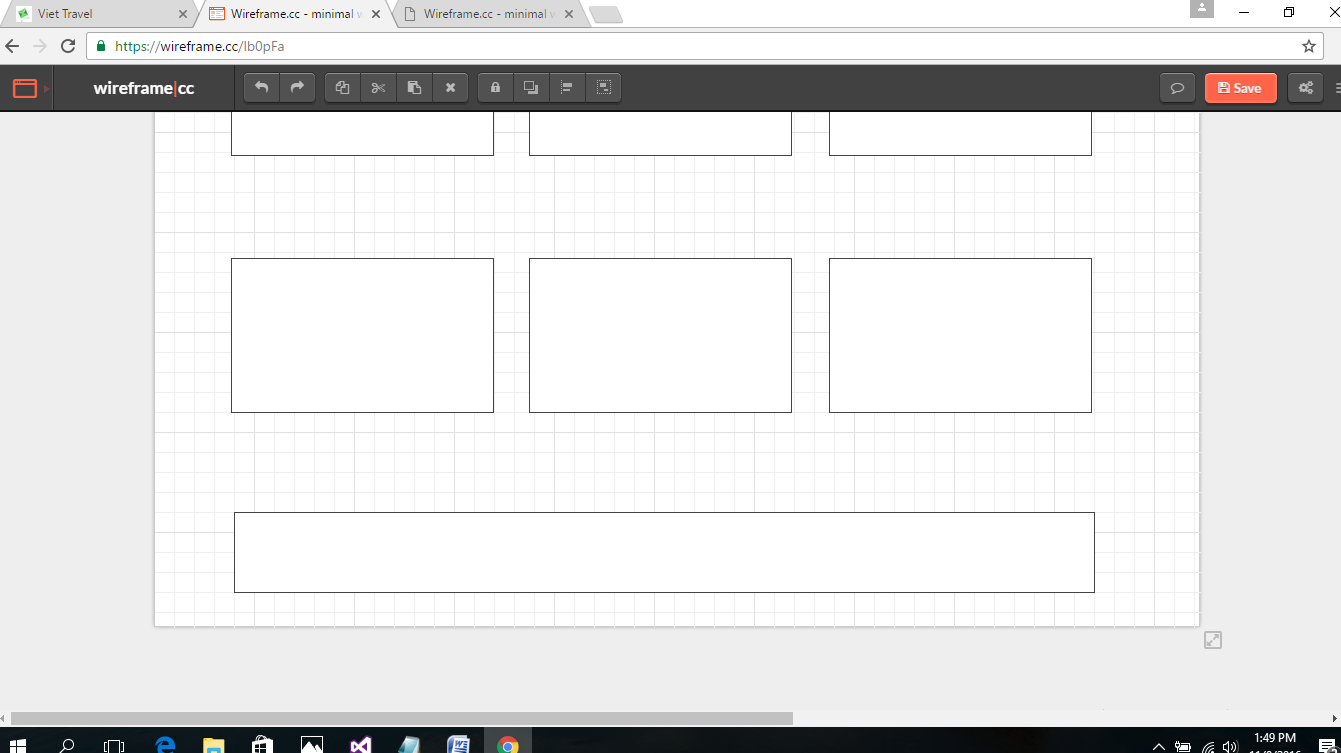 Viet Travel
Wireframe.cc - minimal
Wireframe.cc - minimal
https://wireframe.cc/lb0pFa
wireframe|cc
Save
1:49 PM